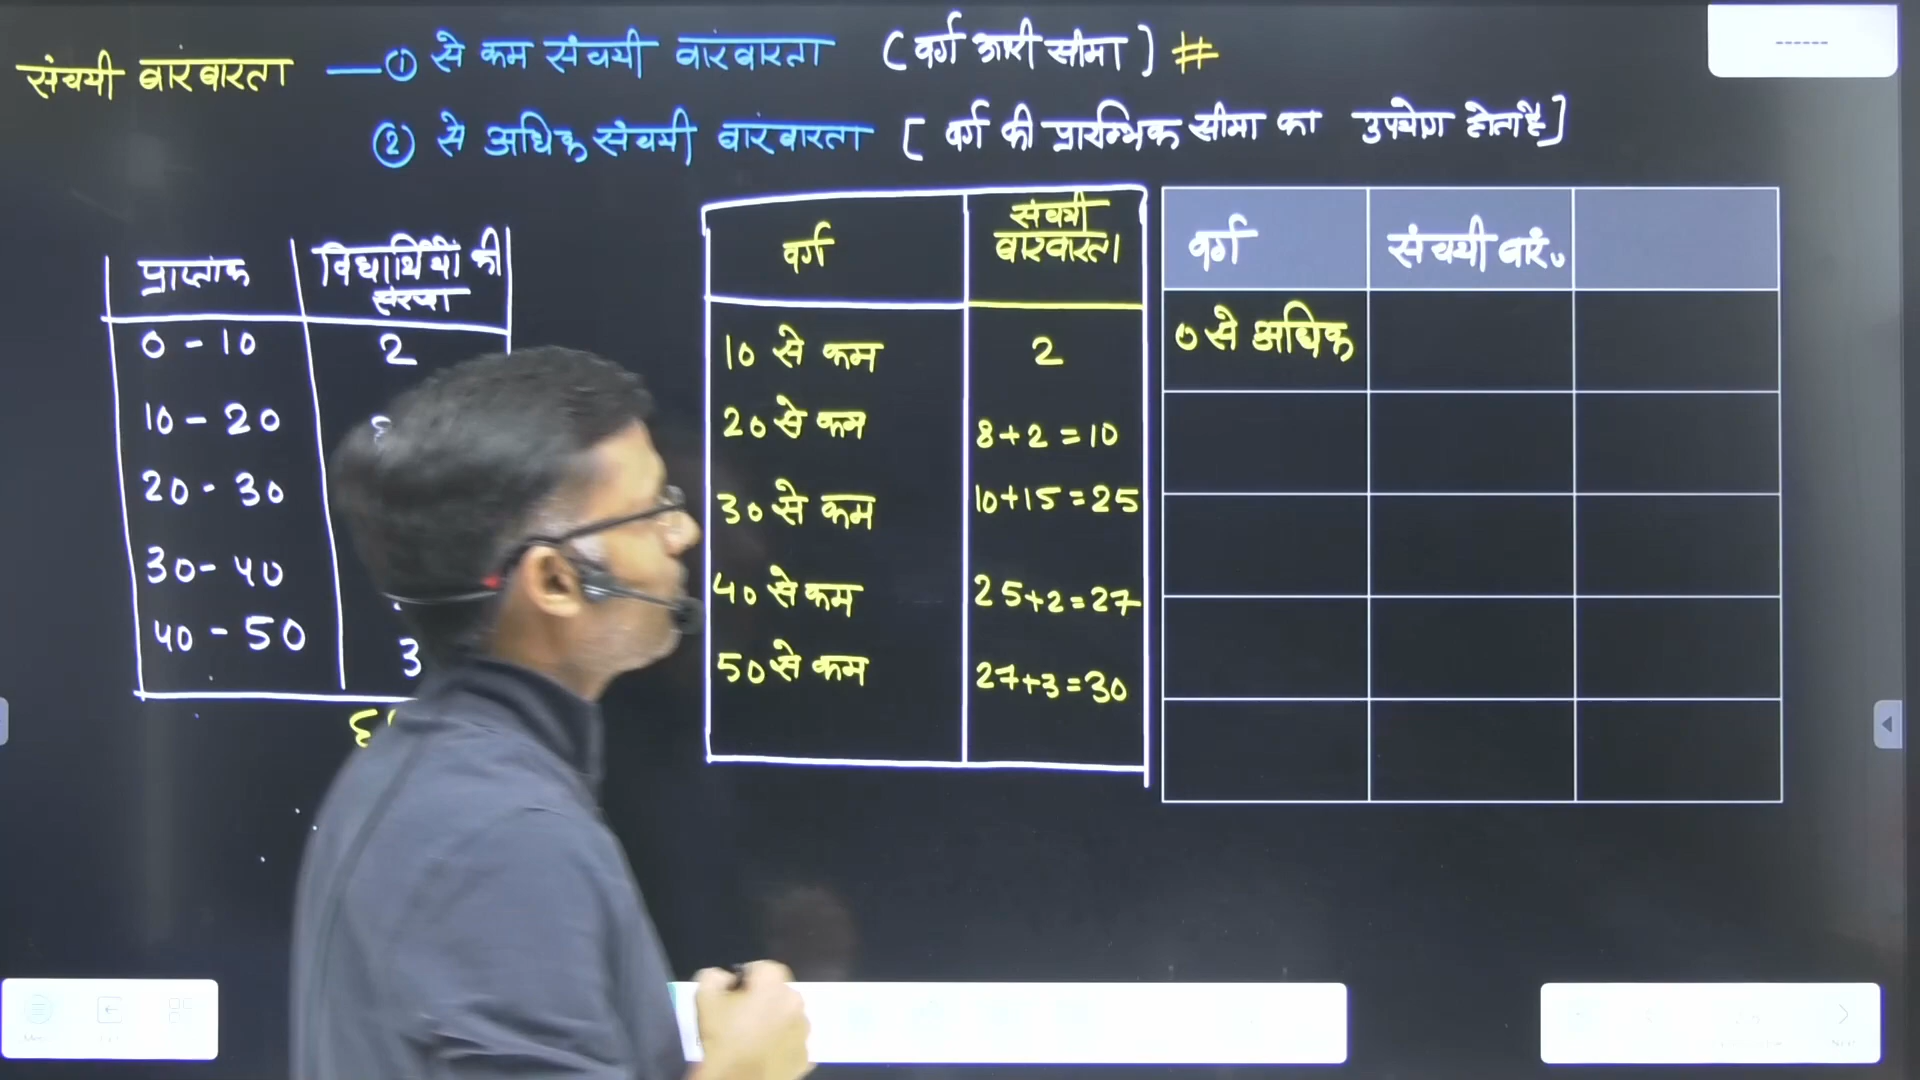 संचयी बारंबारता — ① से कम संचयी बारंबारता (वर्ग ऊपरी सीमा) #
② से अधिक संचयी बारंबारता [वर्ग की प्रारम्भिक सीमा का उपयोग होता है]
प्राप्तांक विद्यार्थियों की संख्या
0 - 10 2
10 - 20
20 - 30
30 - 40
40 - 50 3
वर्ग संचयी बारंबारता
10 से कम 2
20 से कम 8+2=10
30 से कम 10+15=25
40 से कम 25+2=27
50 से कम 27+3=30
वर्ग संचयी बारं०
0 से अधिक